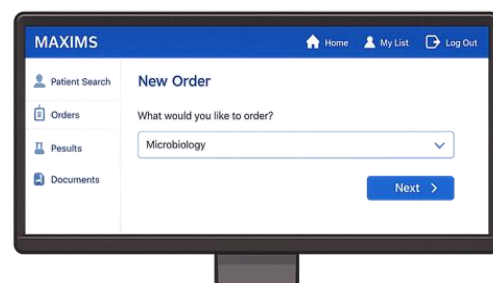 MAXIMS
Home My List Log Out
Patient Search
Orders
Pesults
Documents
New Order
What would you like to order?
Microbiology
Next